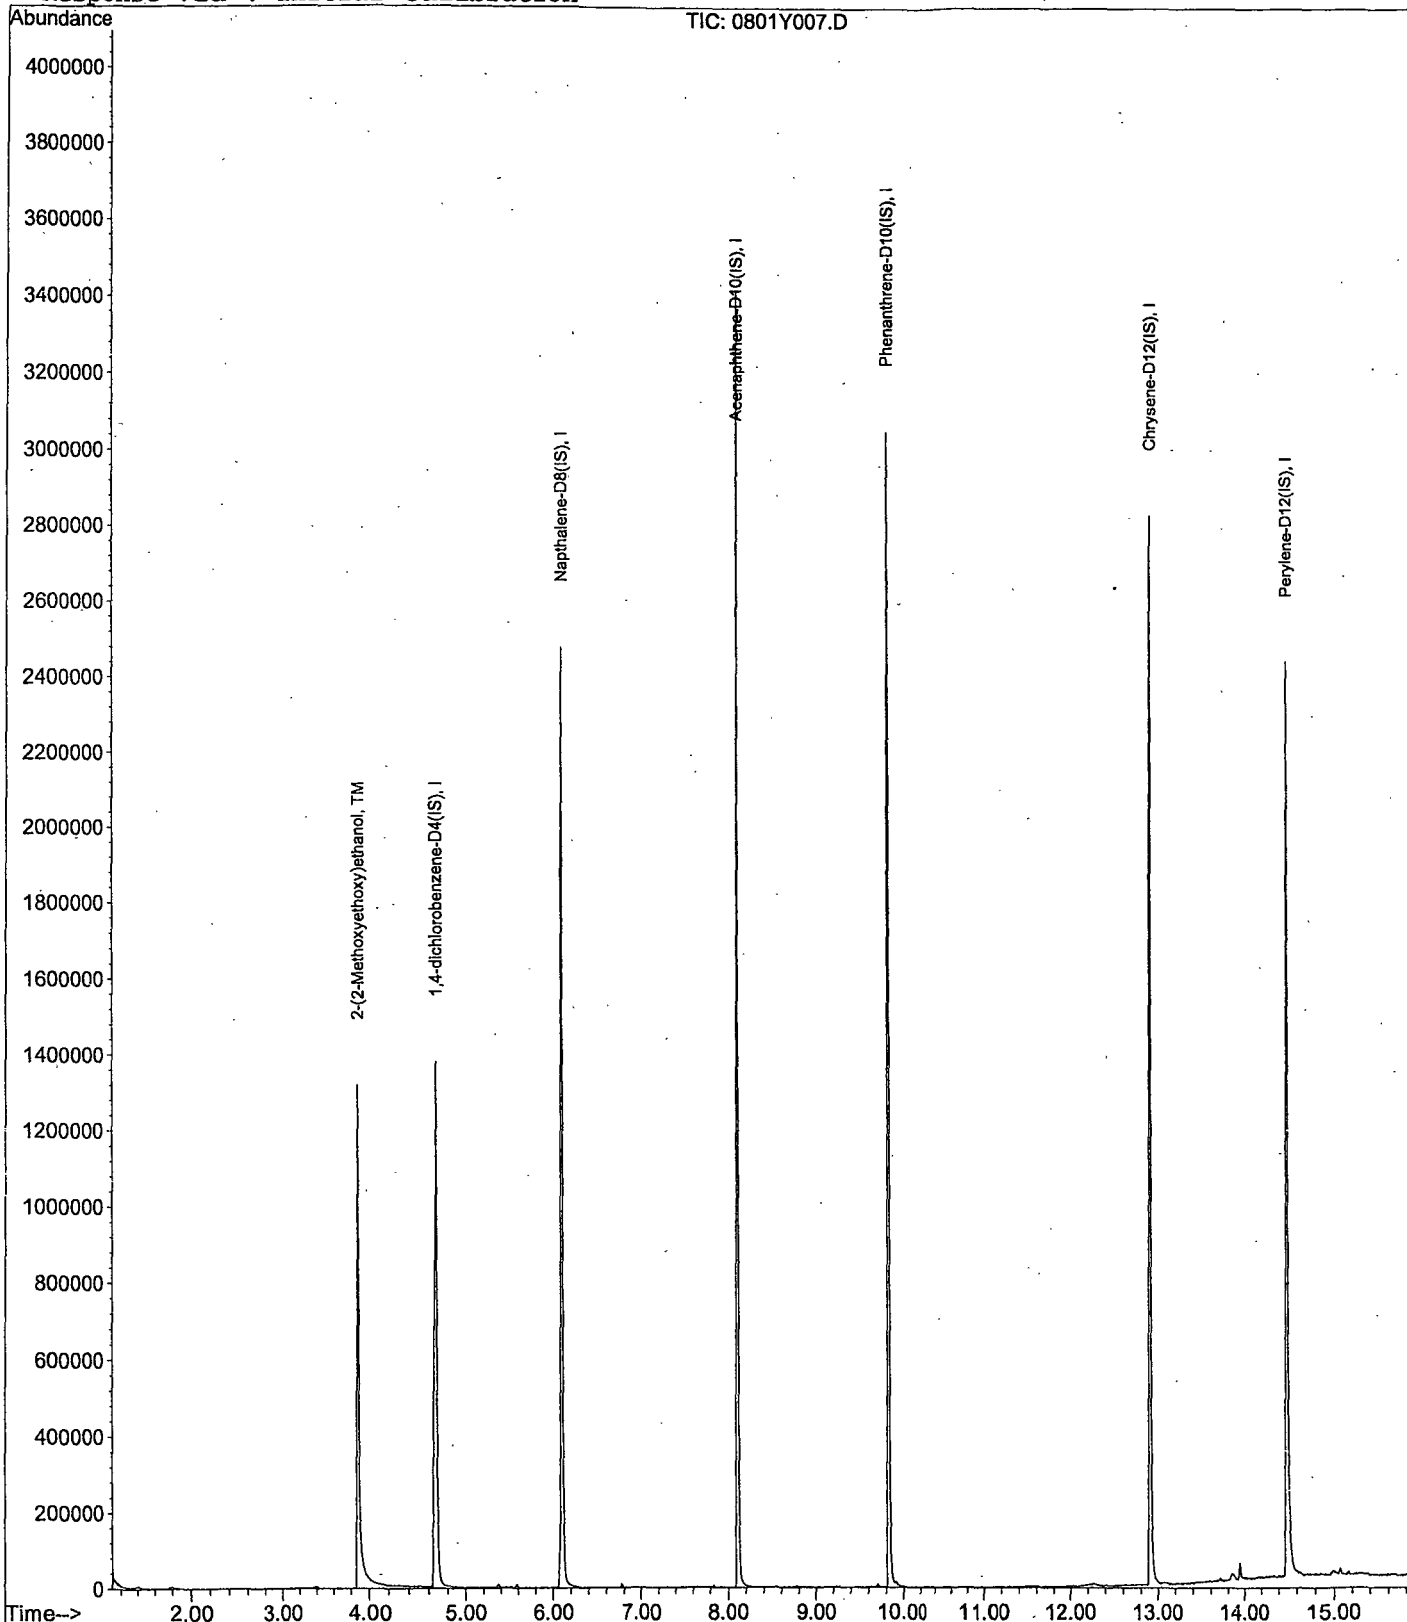 Response via : Initial Calibration
Abundance
TIC: 0801Y007.D
4000000
3800000
3600000
3400000
3200000
3000000
2800000
2600000
2400000
2200000
2000000
1800000
1600000
1400000
1200000
1000000
800000
600000
400000
200000
0
2-(2-Methoxyethoxy)ethanol, TM
1,4-dichlorobenzene-D4(IS), I
Napthalene-D8(IS), I
Acenaphthene-D10(IS), I
Phenanthrene-D10(IS), I
Chrysene-D12(IS), I
Perylene-D12(IS), I
Time--> 2.00 3.00 4.00 5.00 6.00 7.00 8.00 9.00 10.00 11.00 12.00 13.00 14.00 15.00